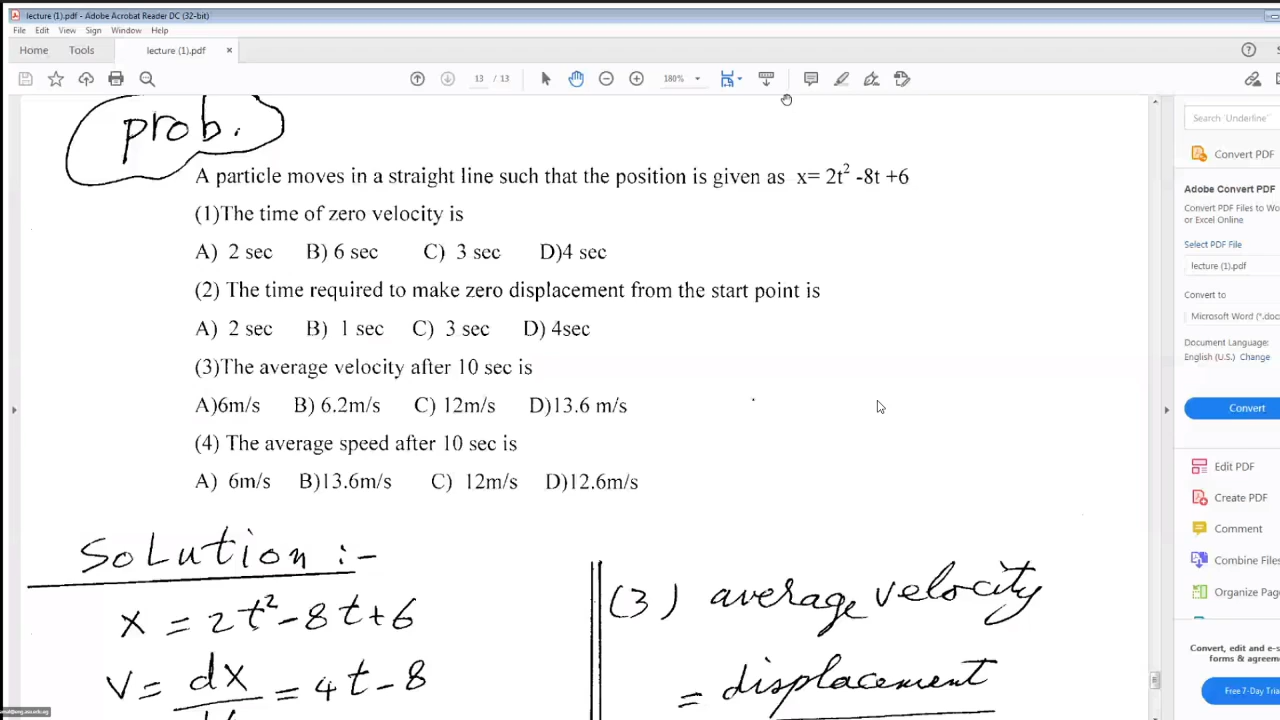 lecture (1).pdf - Adobe Acrobat Reader DC (32-bit)
File Edit View Sign Window Help
Home Tools lecture (1).pdf ×
13 / 13 180%
prob.
A particle moves in a straight line such that the position is given as x= 2t² -8t +6
(1)The time of zero velocity is
A) 2 sec B) 6 sec C) 3 sec D)4 sec
(2) The time required to make zero displacement from the start point is
A) 2 sec B) 1 sec C) 3 sec D) 4sec
(3)The average velocity after 10 sec is
A)6m/s B) 6.2m/s C) 12m/s D)13.6 m/s
(4) The average speed after 10 sec is
A) 6m/s B)13.6m/s C) 12m/s D)12.6m/s
Solution :-
x = 2t² - 8t + 6
v = dx = 4t - 8
(3) average velocity
= displacement
Search 'Underline'
Convert PDF
Adobe Convert PDF
Convert PDF Files to
or Excel Online
Select PDF File
lecture (1).pdf
Convert to
Microsoft Word (*.doc
Document Language:
English (U.S.) Change
Convert
Edit PDF
Create PDF
Comment
Combine Files
Organize
Convert, edit and
forms &
Free 7-Day